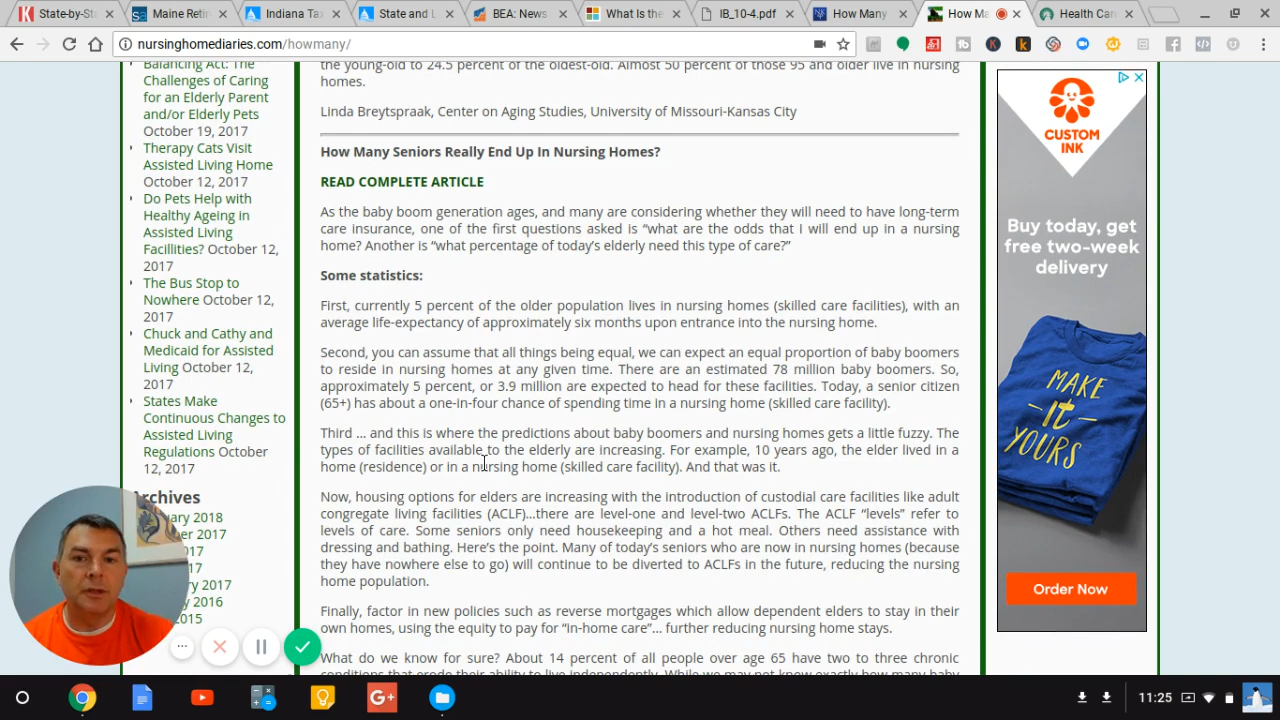 State-by-St
Maine Reti
Indiana Ta
State and L
BEA: News
What Is the
IB_10-4.pdf
How Many
How Ma
Health Car
nursinghomediaries.com/howmany/
Balancing Act: The
Challenges of Caring
for an Elderly Parent
and/or Elderly Pets
October 19, 2017
Therapy Cats Visit
Assisted Living Home
October 12, 2017
Do Pets Help with
Healthy Ageing in
Assisted Living
Facillities? October 12,
2017
The Bus Stop to
Nowhere October 12,
2017
Chuck and Cathy and
Medicaid for Assisted
Living October 12,
2017
States Make
Continuous Changes to
Assisted Living
Regulations October
12, 2017
Archives
uary 2018
er 2017
2017
2017
uary 2017
y 2016
2015
the young-old to 24.5 percent of the oldest-old. Almost 50 percent of those 95 and older live in nursing
homes.
Linda Breytspraak, Center on Aging Studies, University of Missouri-Kansas City
How Many Seniors Really End Up In Nursing Homes?
READ COMPLETE ARTICLE
As the baby boom generation ages, and many are considering whether they will need to have long-term
care insurance, one of the first questions asked is “what are the odds that I will end up in a nursing
home? Another is “what percentage of today’s elderly need this type of care?”
Some statistics:
First, currently 5 percent of the older population lives in nursing homes (skilled care facilities), with an
average life-expectancy of approximately six months upon entrance into the nursing home.
Second, you can assume that all things being equal, we can expect an equal proportion of baby boomers
to reside in nursing homes at any given time. There are an estimated 78 million baby boomers. So,
approximately 5 percent, or 3.9 million are expected to head for these facilities. Today, a senior citizen
(65+) has about a one-in-four chance of spending time in a nursing home (skilled care facility).
Third … and this is where the predictions about baby boomers and nursing homes gets a little fuzzy. The
types of facilities available to the elderly are increasing. For example, 10 years ago, the elder lived in a
home (residence) or in a nursing home (skilled care facility). And that was it.
Now, housing options for elders are increasing with the introduction of custodial care facilities like adult
congregate living facilities (ACLF)…there are level-one and level-two ACLFs. The ACLF “levels” refer to
levels of care. Some seniors only need housekeeping and a hot meal. Others need assistance with
dressing and bathing. Here’s the point. Many of today’s seniors who are now in nursing homes (because
they have nowhere else to go) will continue to be diverted to ACLFs in the future, reducing the nursing
home population.
Finally, factor in new policies such as reverse mortgages which allow dependent elders to stay in their
own homes, using the equity to pay for “in-home care”… further reducing nursing home stays.
What do we know for sure? About 14 percent of all people over age 65 have two to three chronic
conditions that erode their ability to live independently. While we may not know exactly how many baby
CUSTOM
INK
Buy today, get
free two-week
delivery
MAKE
it
YOURS
Order Now
11:25